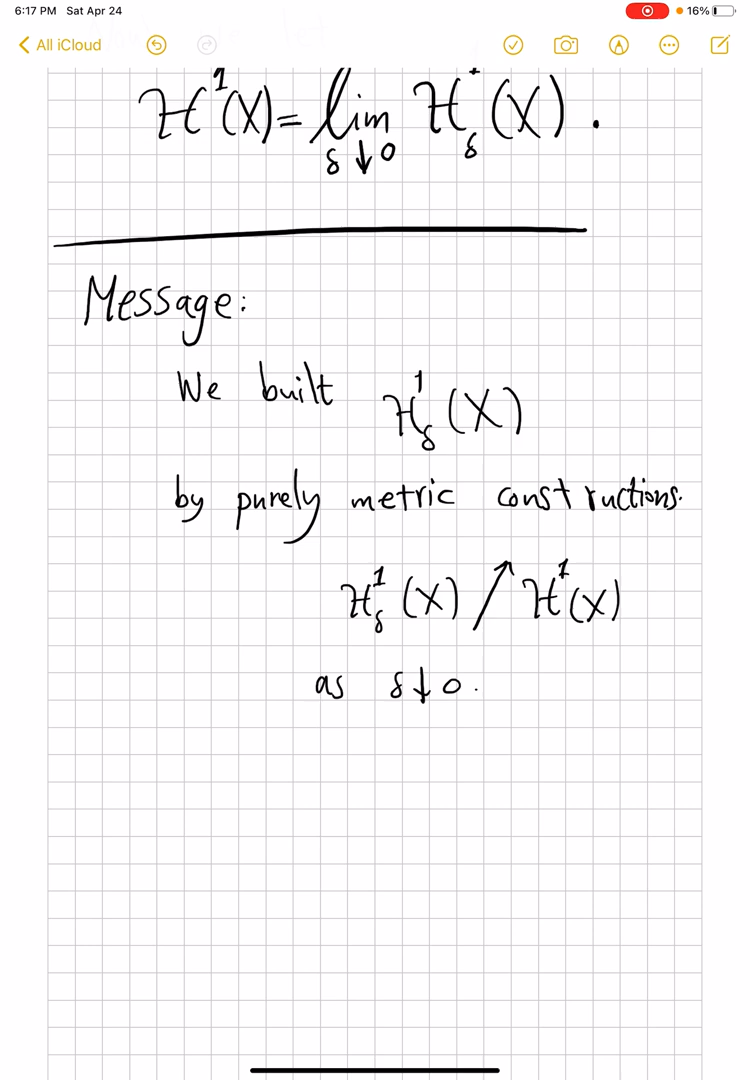 6:17 PM Sat Apr 24
16%
All iCloud
ℋ¹(X) = lim ℋ¹_δ(X).
δ↓0
Message:
We built ℋ¹_δ(X)
by purely metric constructions.
ℋ¹_δ(X) ↗ ℋ¹(X)
as δ↓0.